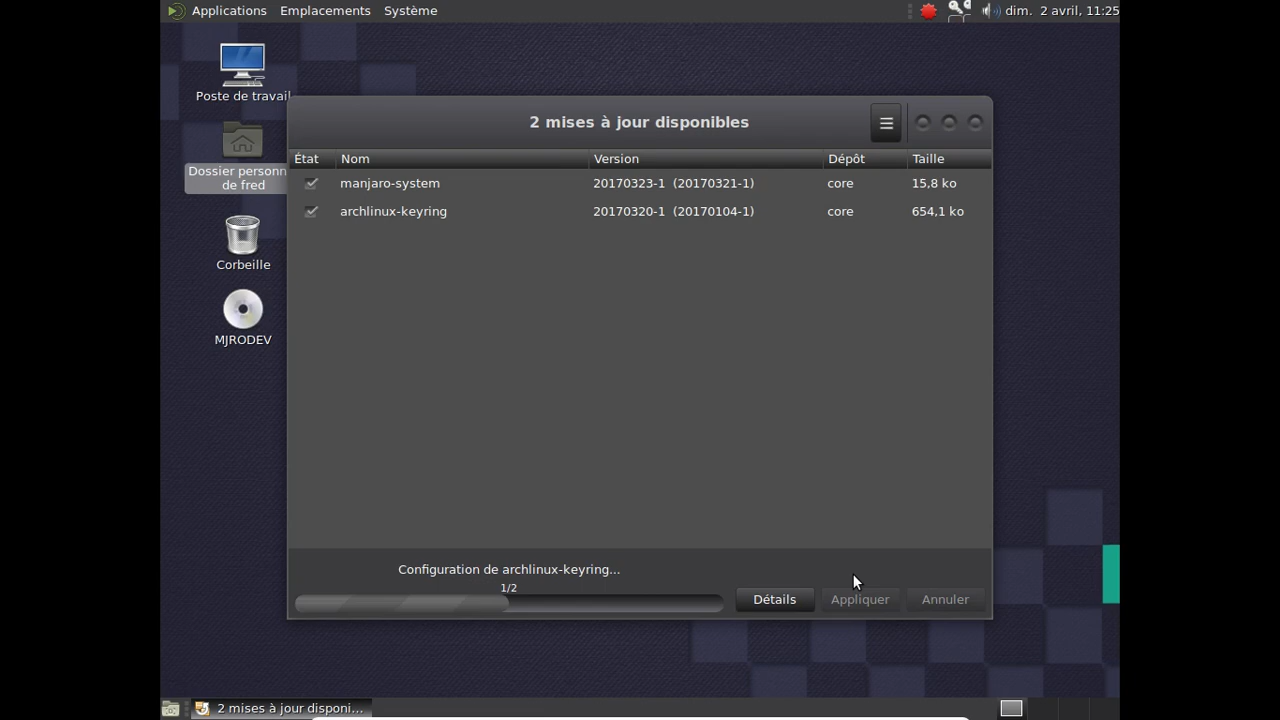 Applications Emplacements Système dim. 2 avril, 11:25
Poste de travail
Dossier personn
de fred
Corbeille
MJRODEV
2 mises à jour disponibles
État Nom Version Dépôt Taille
manjaro-system 20170323-1 (20170321-1) core 15,8 ko
archlinux-keyring 20170320-1 (20170104-1) core 654,1 ko
Configuration de archlinux-keyring...
1/2
Détails Appliquer Annuler
2 mises à jour disponi...